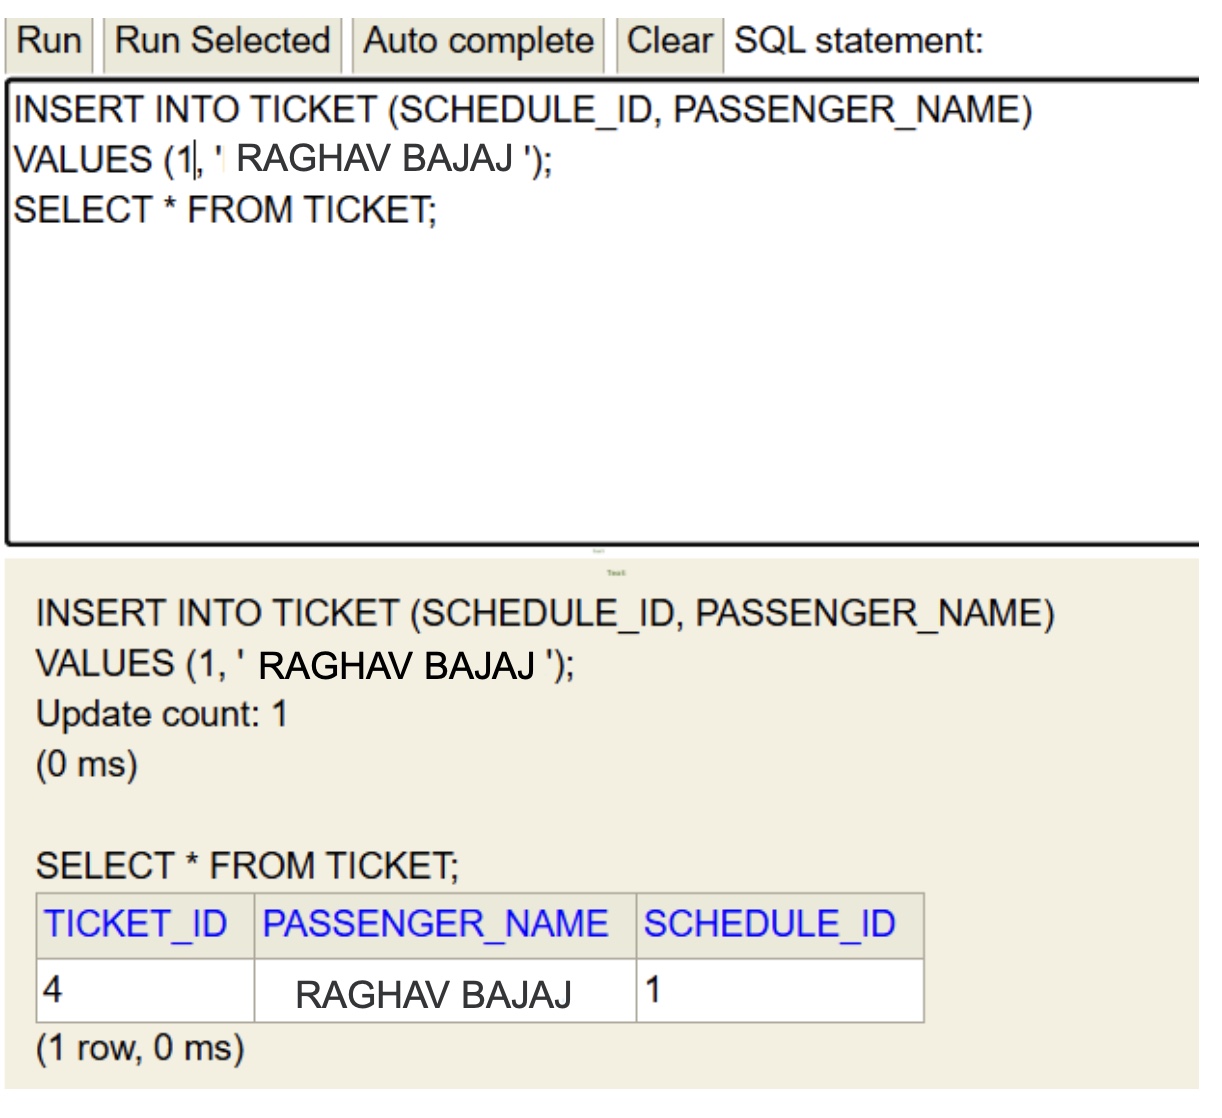 Run Run Selected Auto complete Clear SQL statement:
INSERT INTO TICKET (SCHEDULE_ID, PASSENGER_NAME)
VALUES (1, ' RAGHAV BAJAJ ');
SELECT * FROM TICKET;
INSERT INTO TICKET (SCHEDULE_ID, PASSENGER_NAME)
VALUES (1, ' RAGHAV BAJAJ ');
Update count: 1
(0 ms)
SELECT * FROM TICKET;
TICKET_ID PASSENGER_NAME SCHEDULE_ID
4 RAGHAV BAJAJ 1
(1 row, 0 ms)